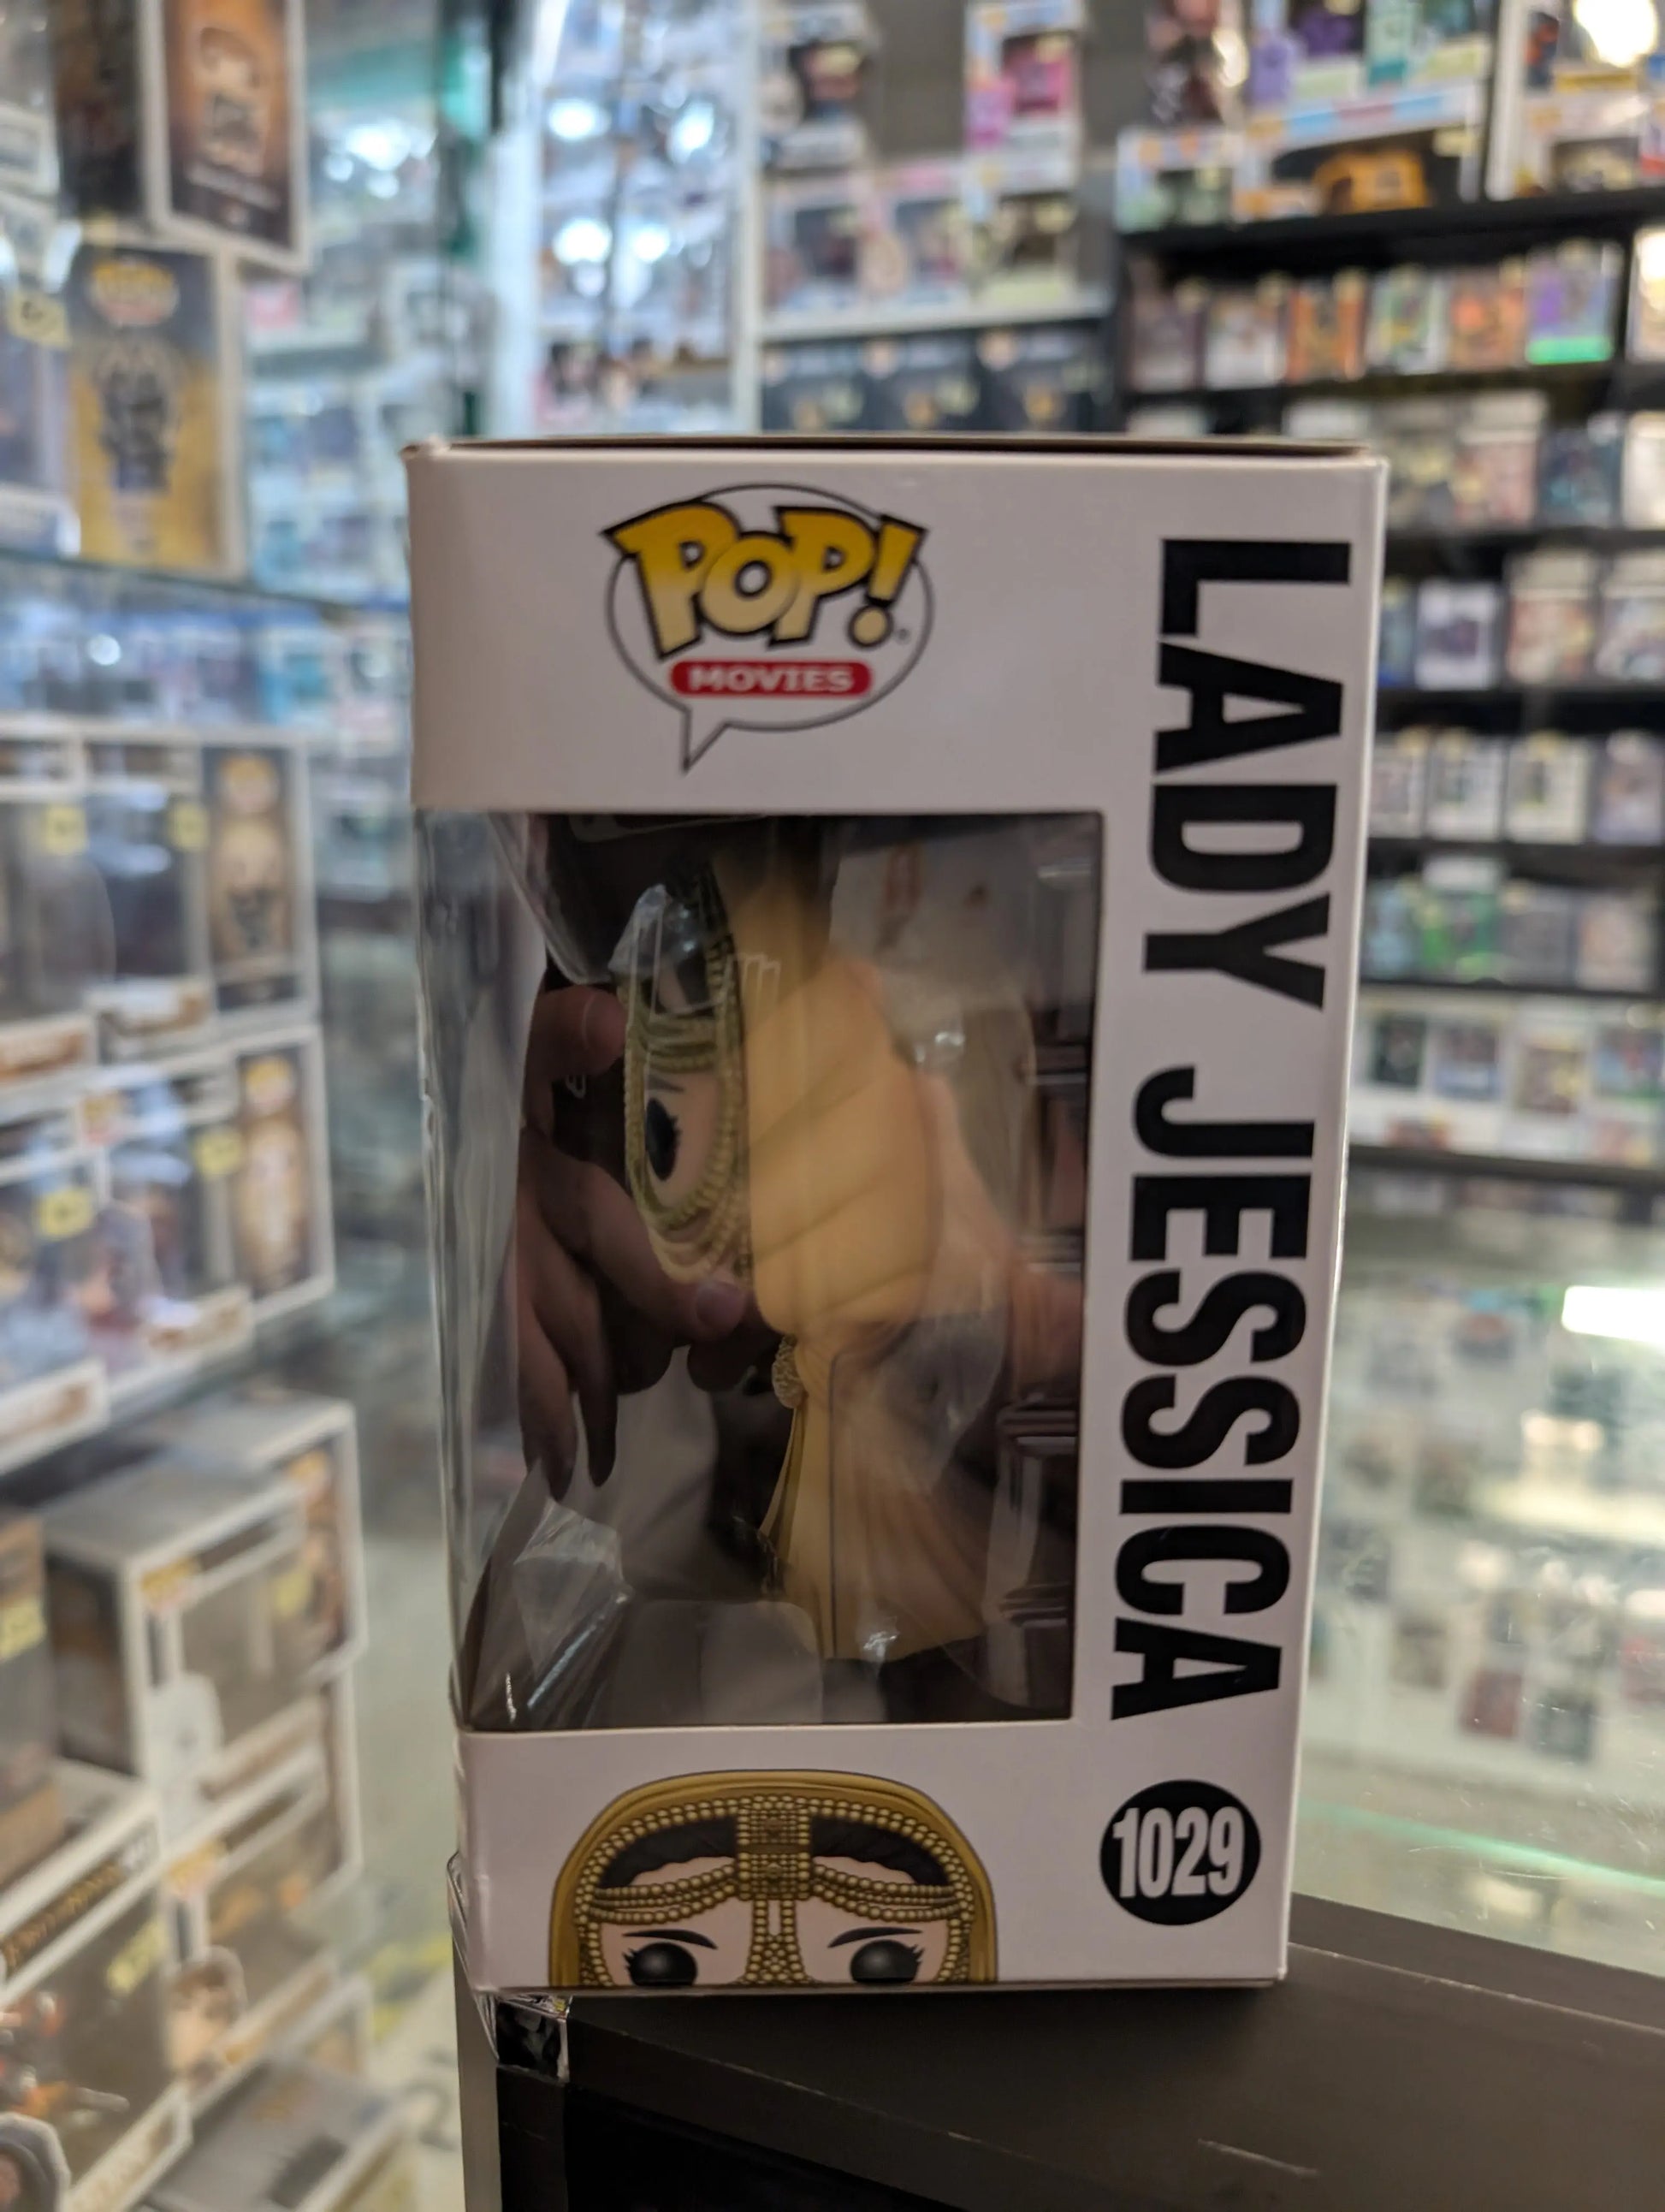 POP!
MOVIES
LADY JESSICA
1029